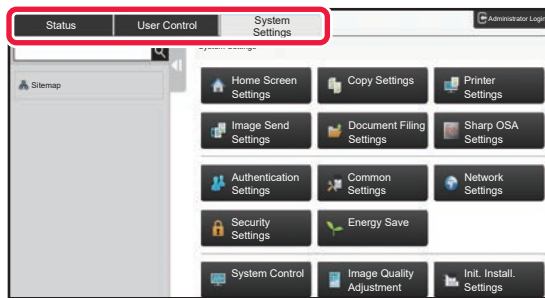 Status User Control System
Settings
Administrator Login
System Settings
Sitemap
Home Screen
Settings
Copy Settings
Printer
Settings
Image Send
Settings
Document Filing
Settings
Sharp OSA
Settings
Authentication
Settings
Common
Settings
Network
Settings
Security
Settings
Energy Save
System Control
Image Quality
Adjustment
Init. Install.
Settings